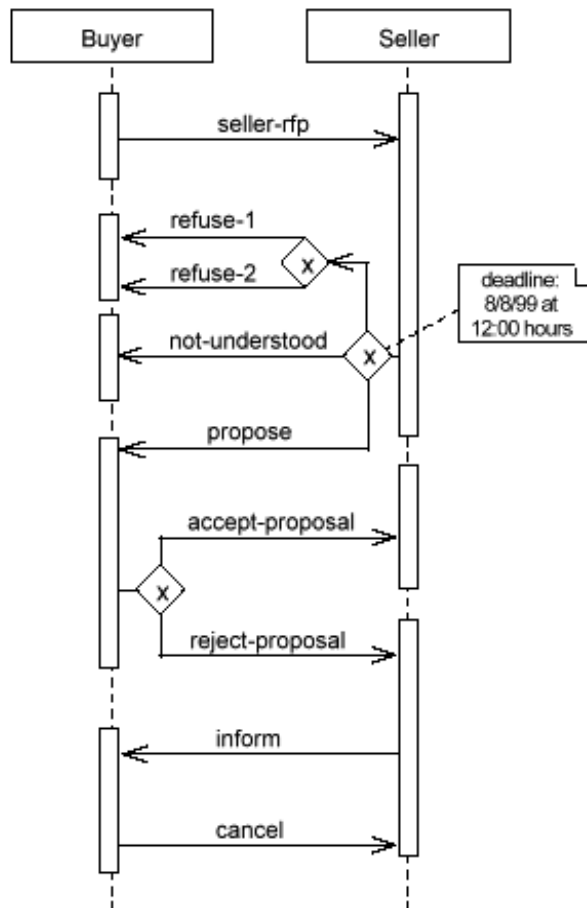 Buyer
Seller
seller-rfp
refuse-1
x
refuse-2
deadline:
8/8/99 at
12:00 hours
not-understood
x
propose
accept-proposal
x
reject-proposal
inform
cancel